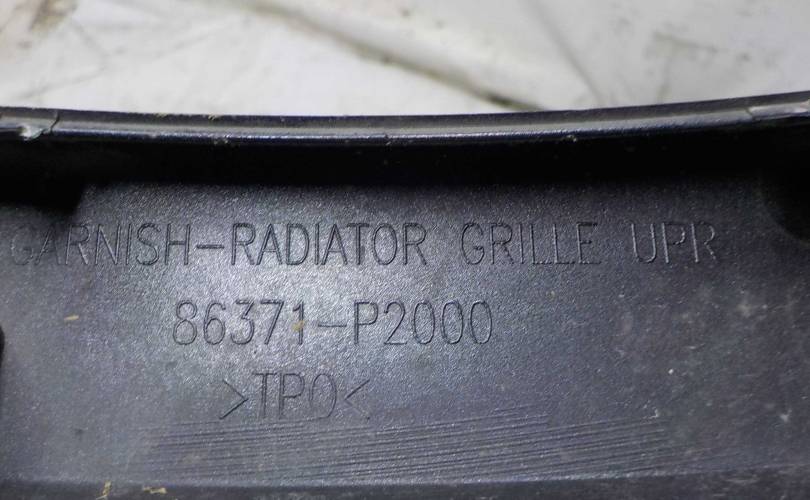 GARNISH-RADIATOR GRILLE UPR
86371-P2000
>TPO<